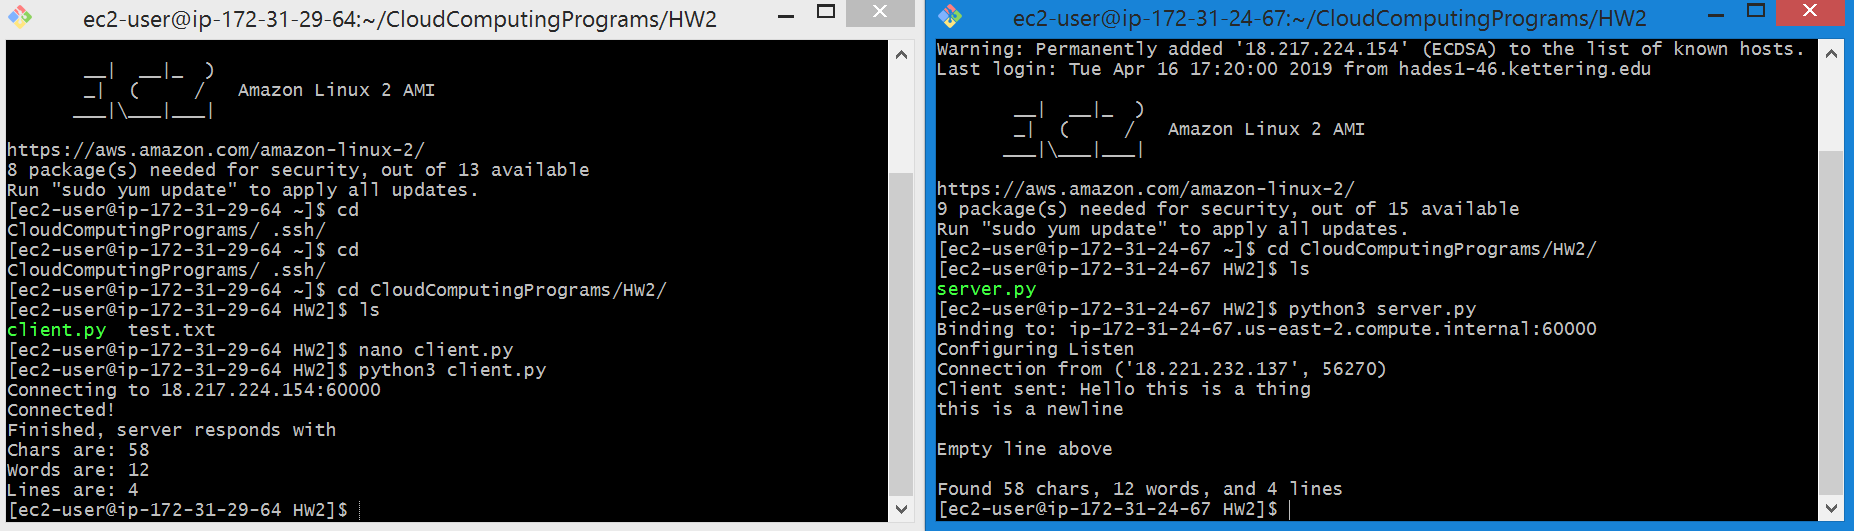 ec2-user@ip-172-31-29-64:~/CloudComputingPrograms/HW2
       __|  __|_  )
       _|  (     /   Amazon Linux 2 AMI
      ___|\___|___|
https://aws.amazon.com/amazon-linux-2/
8 package(s) needed for security, out of 13 available
Run "sudo yum update" to apply all updates.
[ec2-user@ip-172-31-29-64 ~]$ cd
CloudComputingPrograms/ .ssh/
[ec2-user@ip-172-31-29-64 ~]$ cd
CloudComputingPrograms/ .ssh/
[ec2-user@ip-172-31-29-64 ~]$ cd CloudComputingPrograms/HW2/
[ec2-user@ip-172-31-29-64 HW2]$ ls
client.py  test.txt
[ec2-user@ip-172-31-29-64 HW2]$ nano client.py
[ec2-user@ip-172-31-29-64 HW2]$ python3 client.py
Connecting to 18.217.224.154:60000
Connected!
Finished, server responds with
Chars are: 58
Words are: 12
Lines are: 4
[ec2-user@ip-172-31-29-64 HW2]$
ec2-user@ip-172-31-24-67:~/CloudComputingPrograms/HW2
Warning: Permanently added '18.217.224.154' (ECDSA) to the list of known hosts.
Last login: Tue Apr 16 17:20:00 2019 from hades1-46.kettering.edu
       __|  __|_  )
       _|  (     /   Amazon Linux 2 AMI
      ___|\___|___|
https://aws.amazon.com/amazon-linux-2/
9 package(s) needed for security, out of 15 available
Run "sudo yum update" to apply all updates.
[ec2-user@ip-172-31-24-67 ~]$ cd CloudComputingPrograms/HW2/
[ec2-user@ip-172-31-24-67 HW2]$ ls
server.py
[ec2-user@ip-172-31-24-67 HW2]$ python3 server.py
Binding to: ip-172-31-24-67.us-east-2.compute.internal:60000
Configuring Listen
Connection from ('18.221.232.137', 56270)
Client sent: Hello this is a thing
this is a newline
Empty line above
Found 58 chars, 12 words, and 4 lines
[ec2-user@ip-172-31-24-67 HW2]$